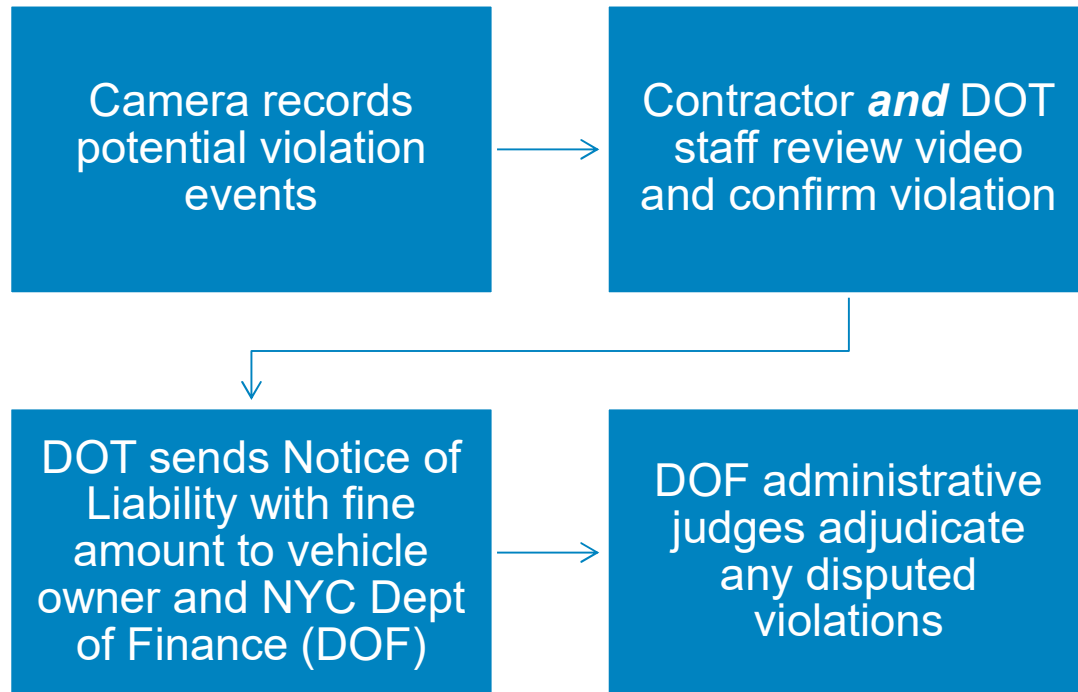 Camera records
potential violation
events
Contractor and DOT
staff review video
and confirm violation
DOT sends Notice of
Liability with fine
amount to vehicle
owner and NYC Dept
of Finance (DOF)
DOF administrative
judges adjudicate
any disputed
violations